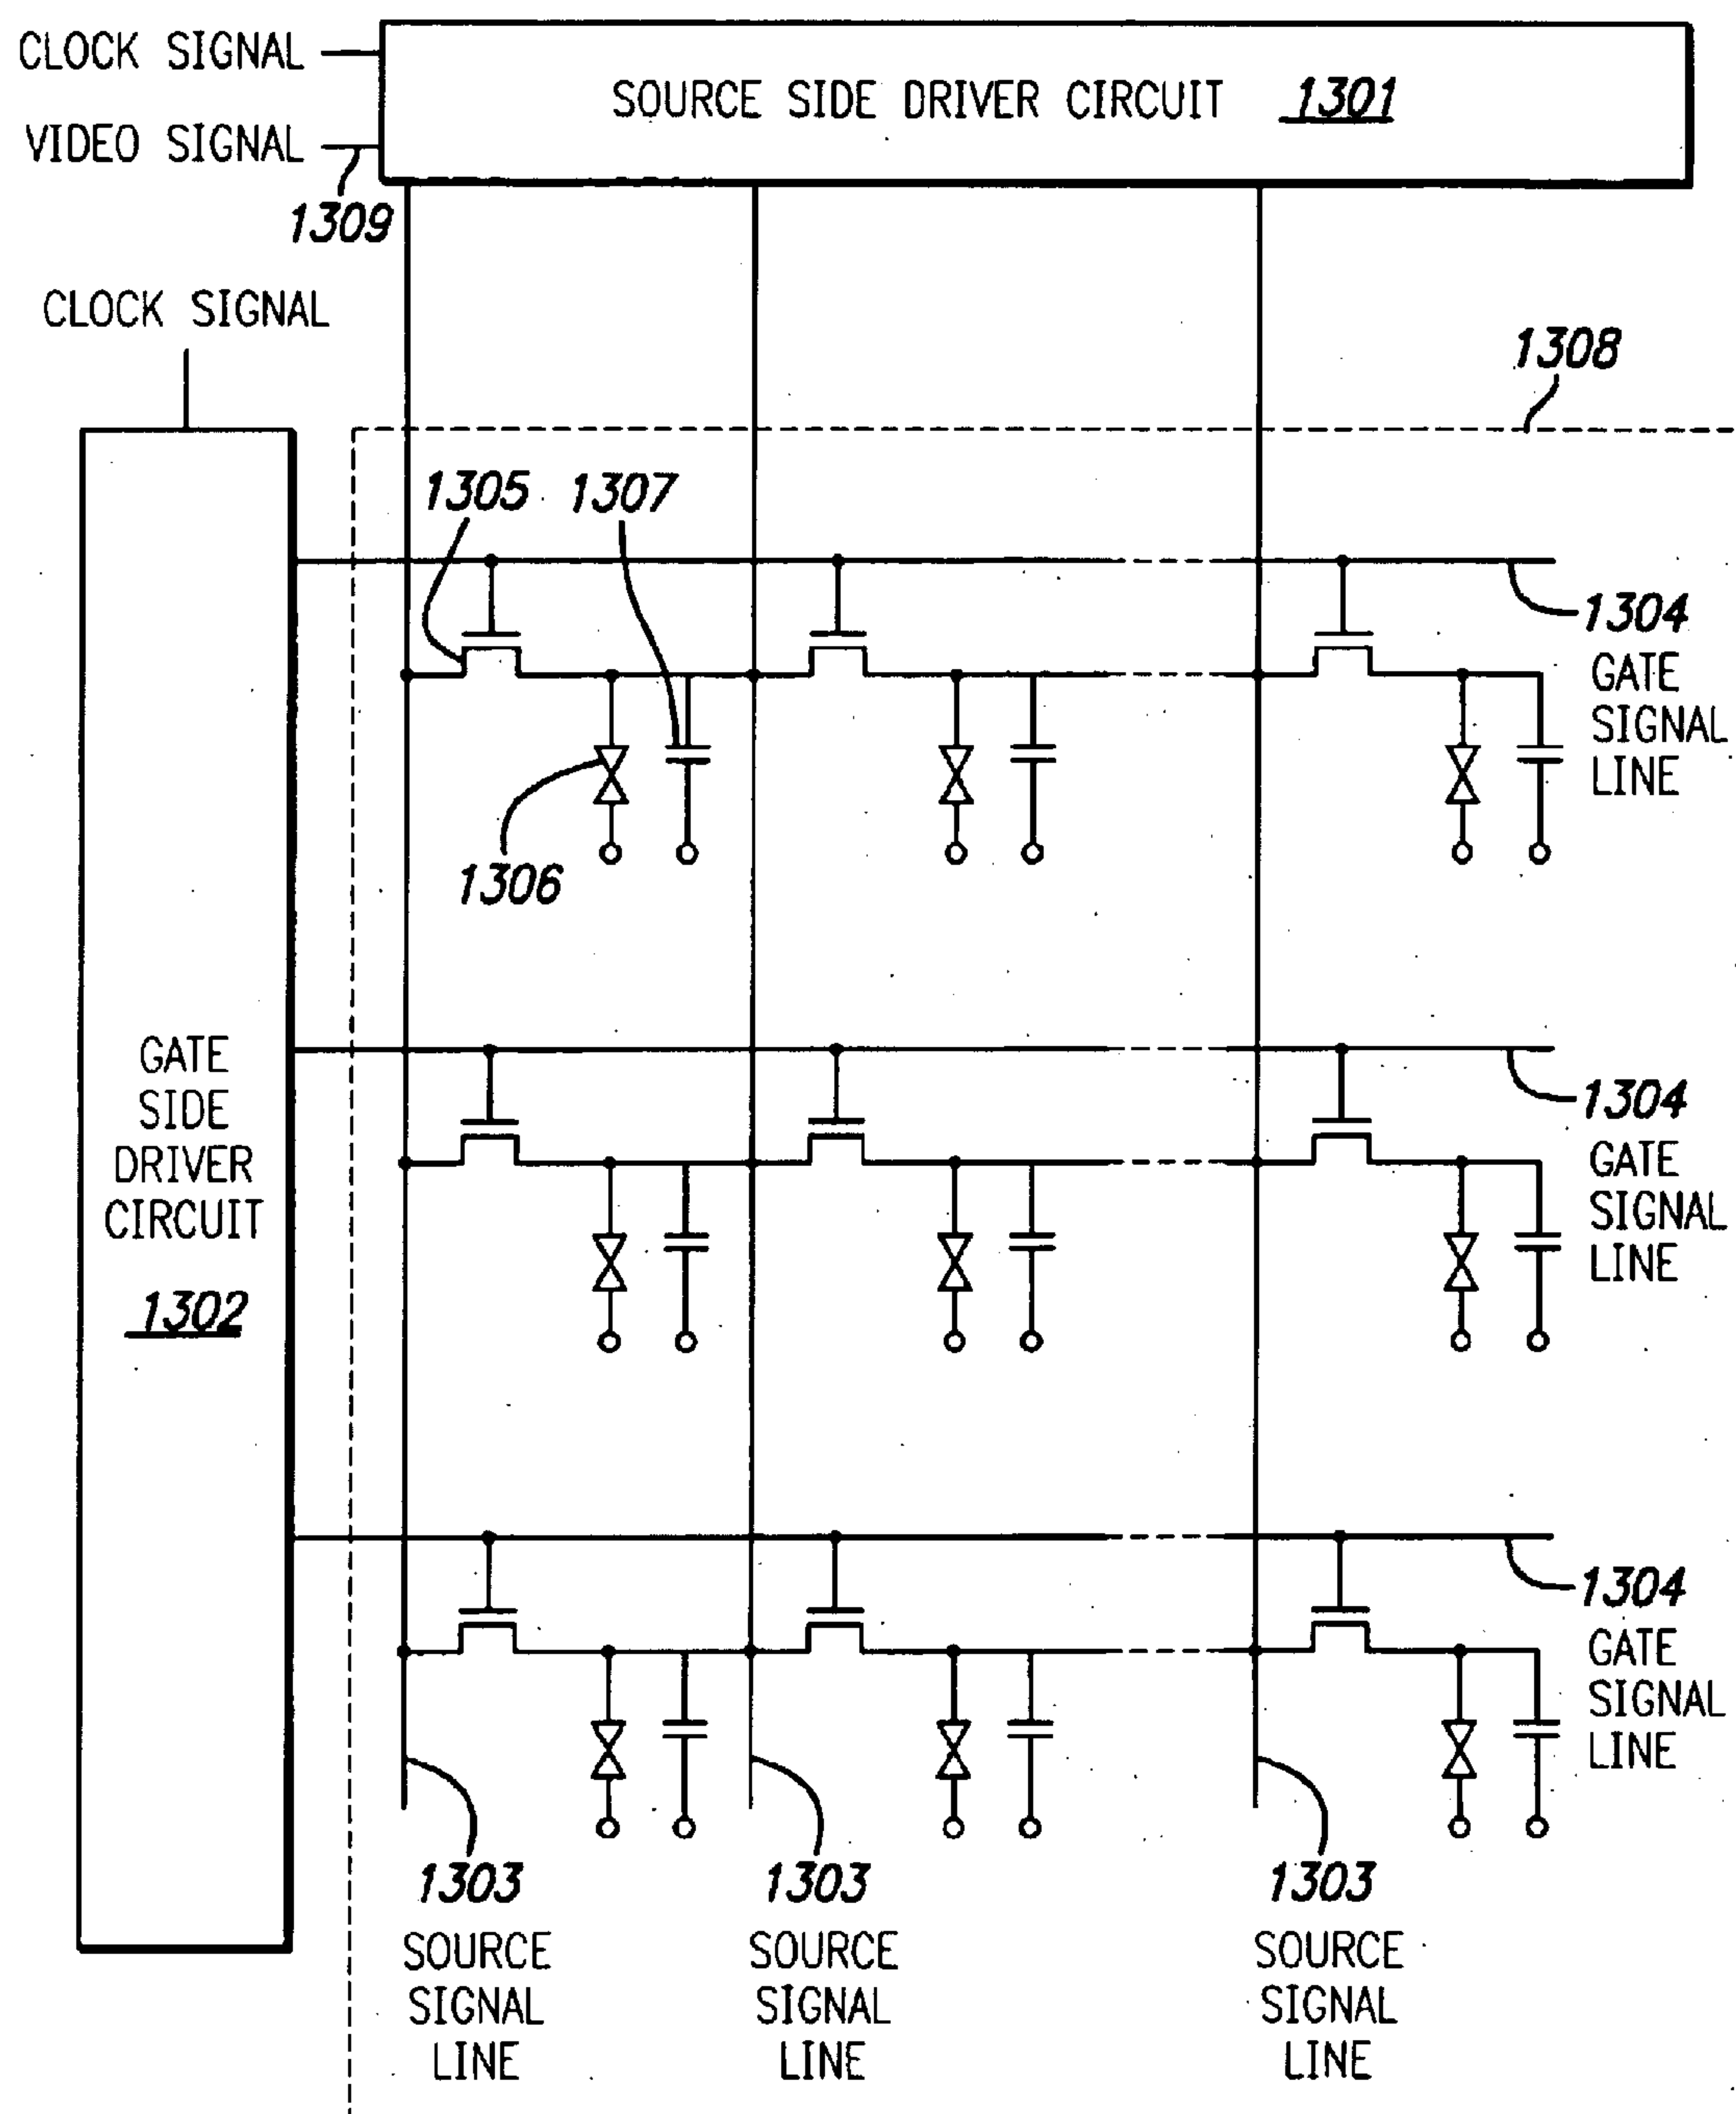 CLOCK SIGNAL
SOURCE SIDE DRIVER CIRCUIT 1301
VIDEO SIGNAL
1309
CLOCK SIGNAL
1308
1305 1307
1304
GATE
SIGNAL
LINE
1306
GATE
SIDE
DRIVER
CIRCUIT
1302
1304
GATE
SIGNAL
LINE
1304
GATE
SIGNAL
LINE
1303
SOURCE
SIGNAL
LINE
1303
SOURCE
SIGNAL
LINE
1303
SOURCE
SIGNAL
LINE